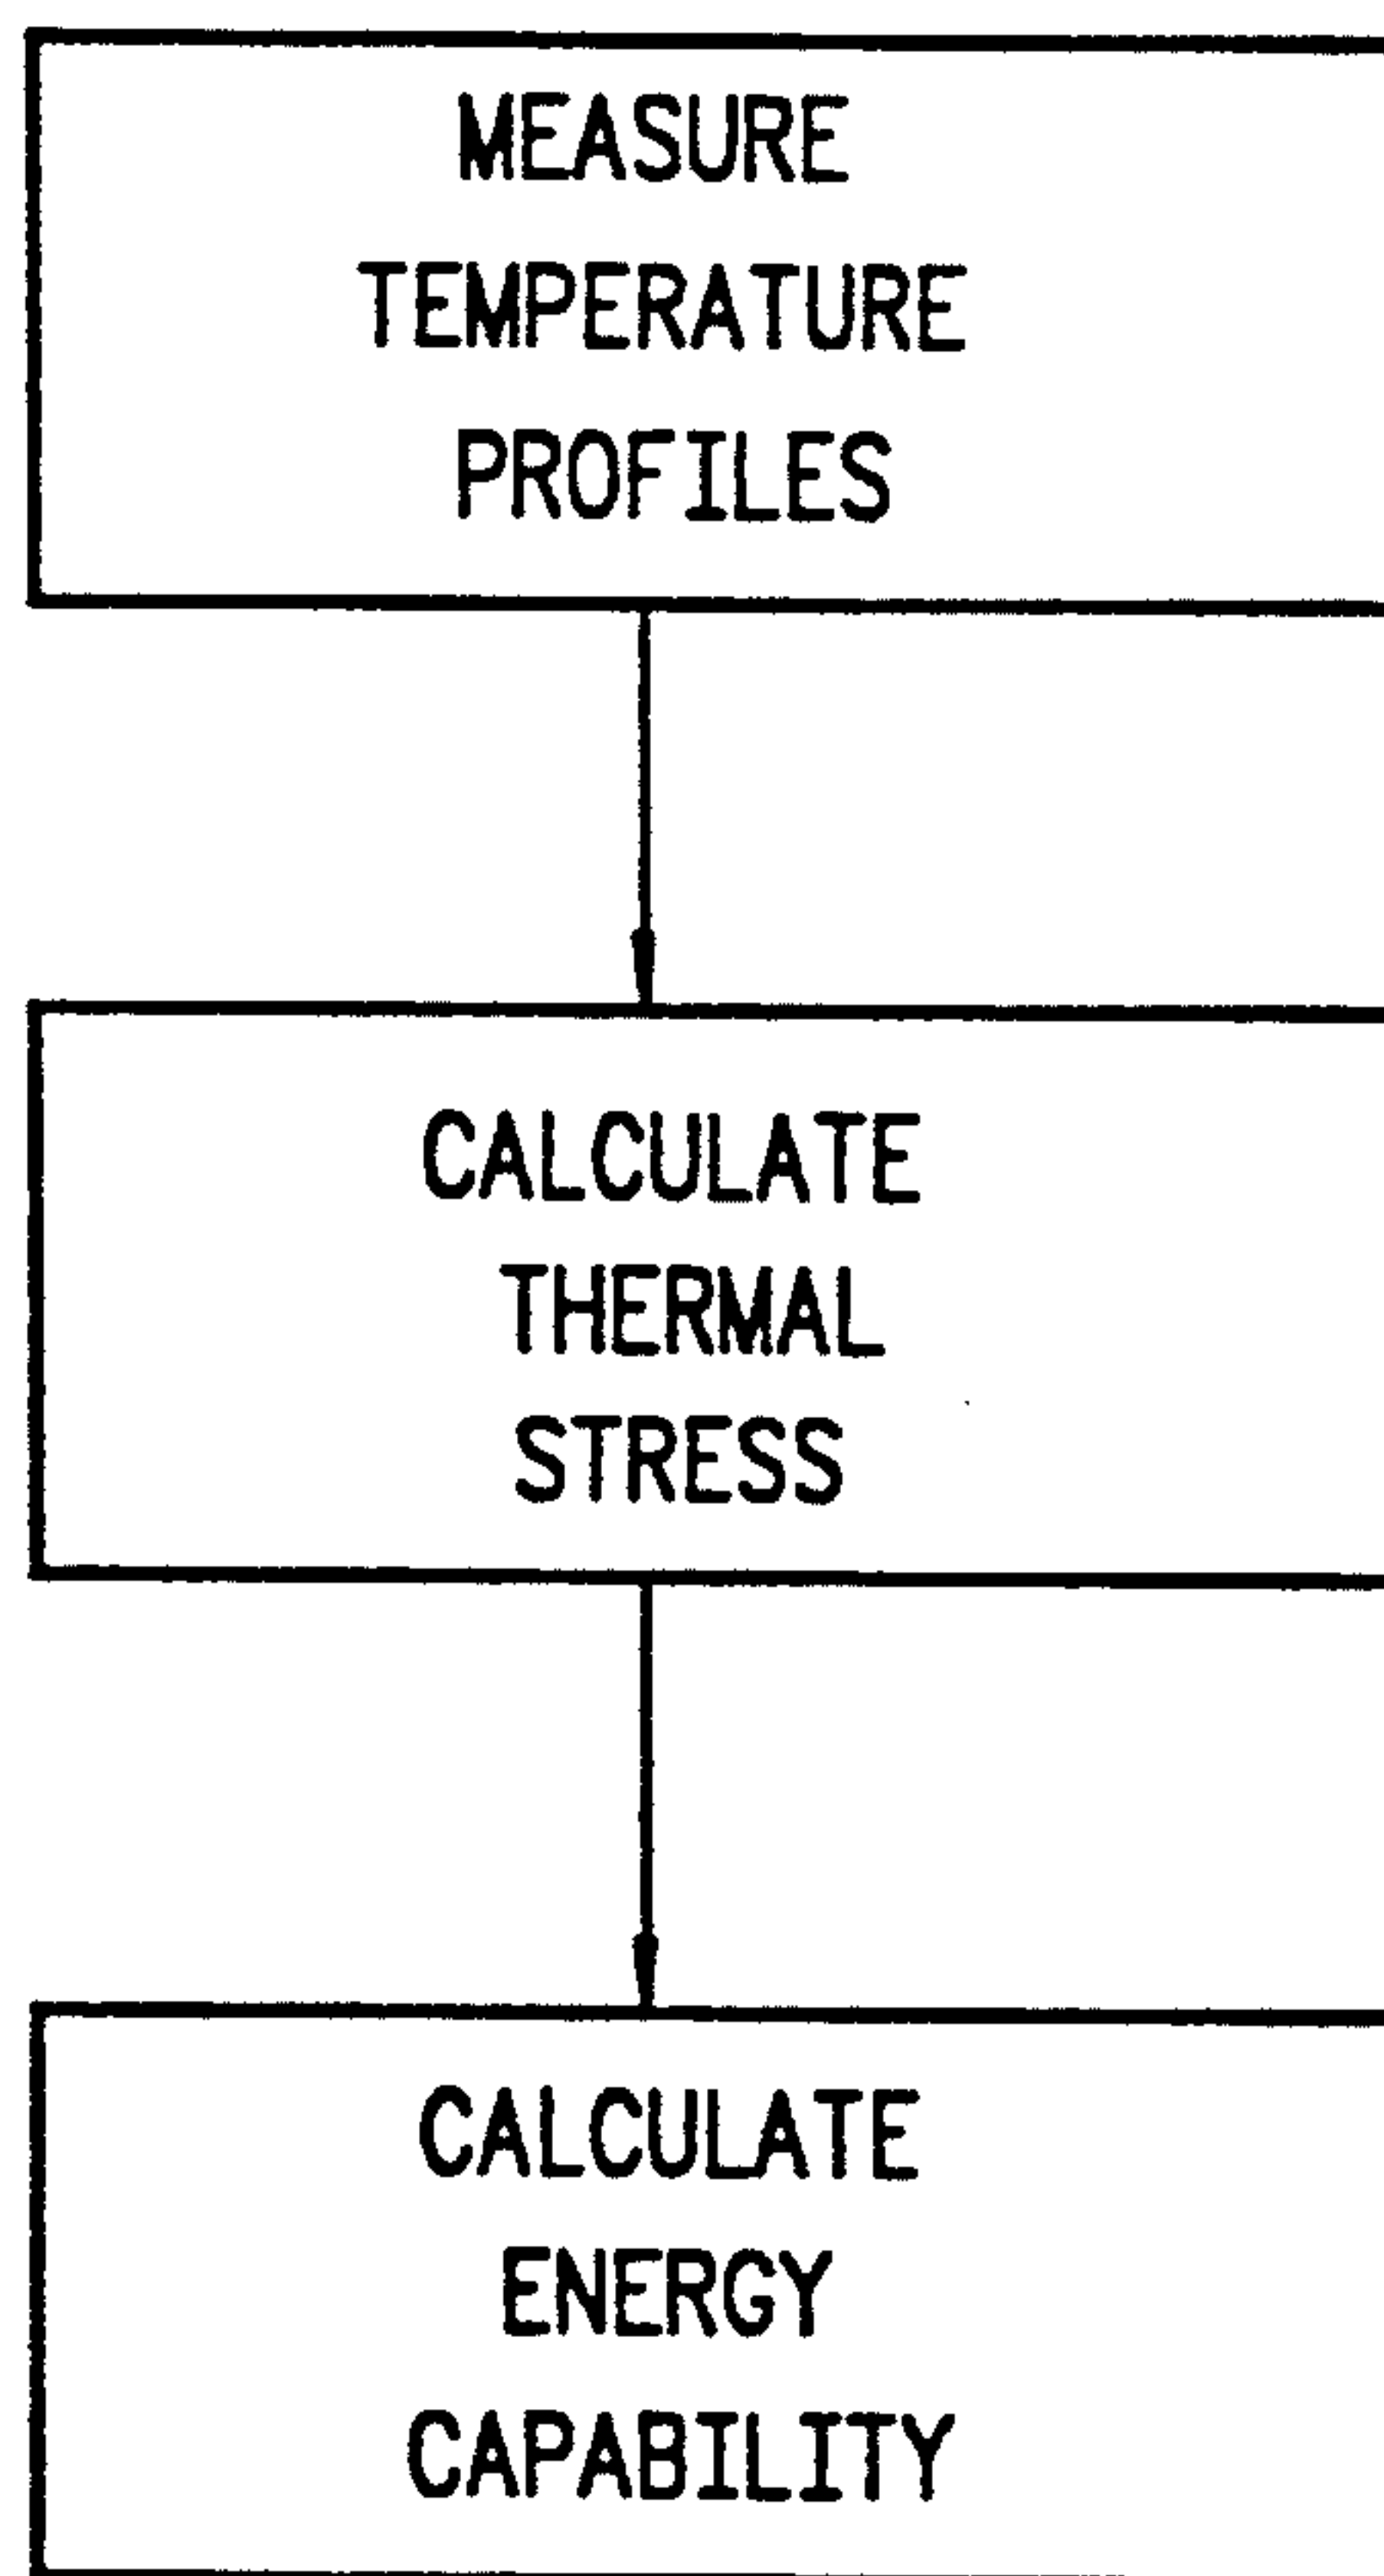 MEASURE
TEMPERATURE
PROFILES
CALCULATE
THERMAL
STRESS
CALCULATE
ENERGY
CAPABILITY